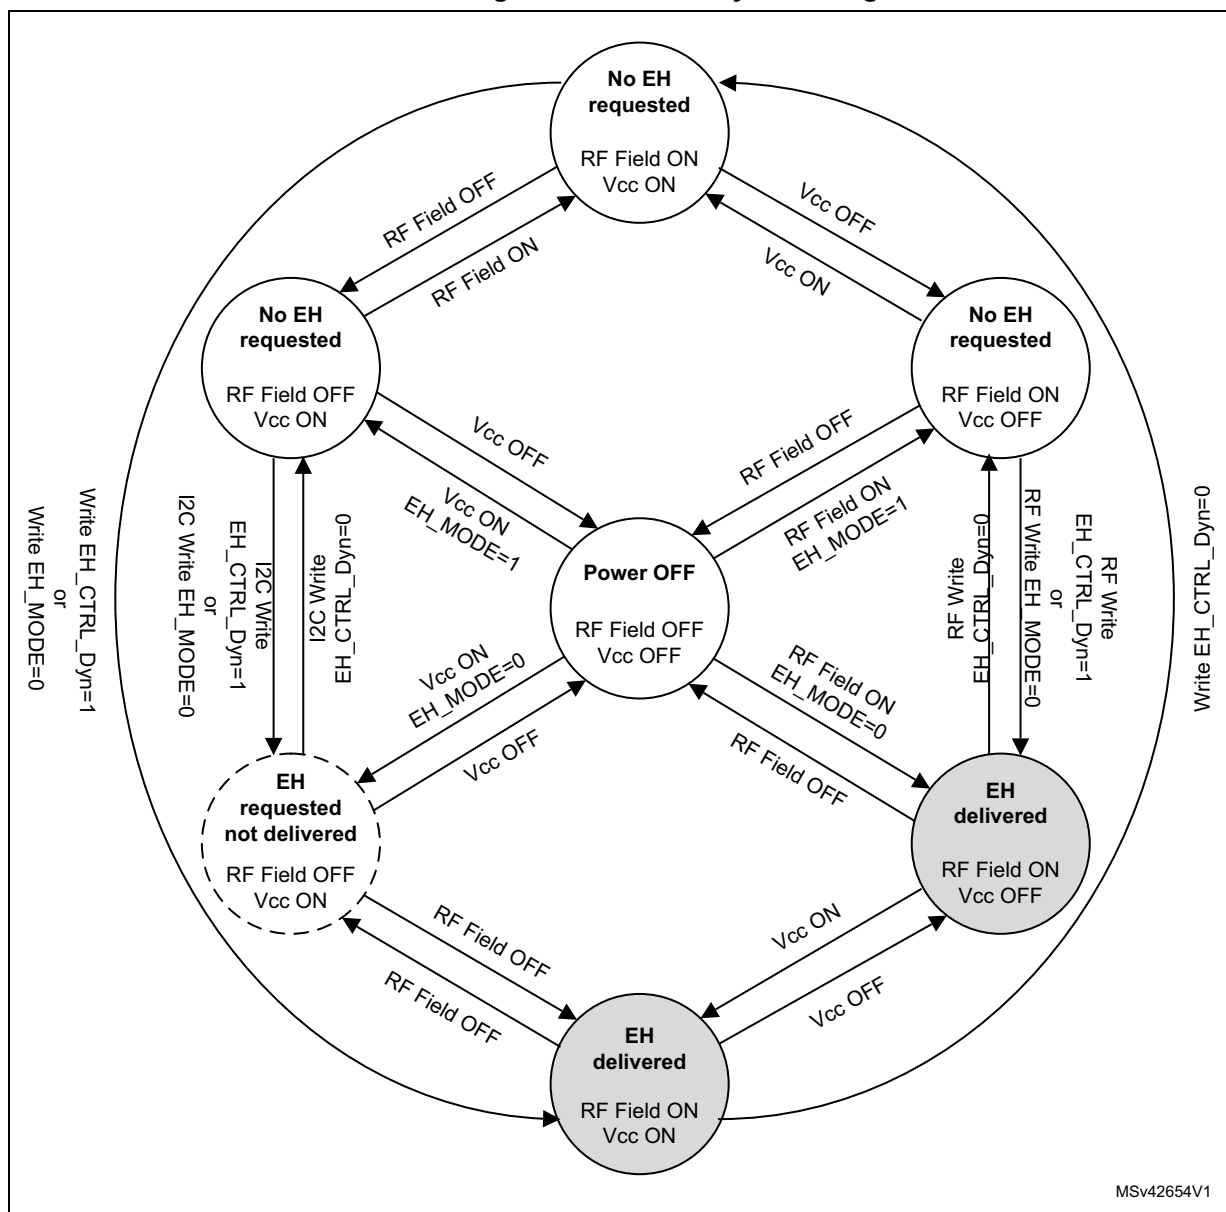 No EH
requested
RF Field ON
Vcc ON
RF Field OFF
RF Field ON
Vcc OFF
Vcc ON
No EH
requested
RF Field OFF
Vcc ON
No EH
requested
RF Field ON
Vcc OFF
Vcc OFF
Vcc ON
EH_MODE=1
RF Field OFF
RF Field ON
EH_MODE=1
Write EH_CTRL_Dyn=1
or
Write EH_MODE=0
I2C Write
EH_CTRL_Dyn=1
or
I2C Write EH_MODE=0
I2C Write
EH_CTRL_Dyn=0
Power OFF
RF Field OFF
Vcc OFF
RF Write
EH_CTRL_Dyn=0
RF Write
EH_CTRL_Dyn=1
or
RF Write EH_MODE=0
Write EH_CTRL_Dyn=0
Vcc ON
EH_MODE=0
Vcc OFF
RF Field ON
EH_MODE=0
RF Field OFF
EH
requested
not delivered
RF Field OFF
Vcc ON
EH
delivered
RF Field ON
Vcc OFF
RF Field OFF
RF Field OFF
Vcc ON
Vcc OFF
EH
delivered
RF Field ON
Vcc ON
MSv42654V1